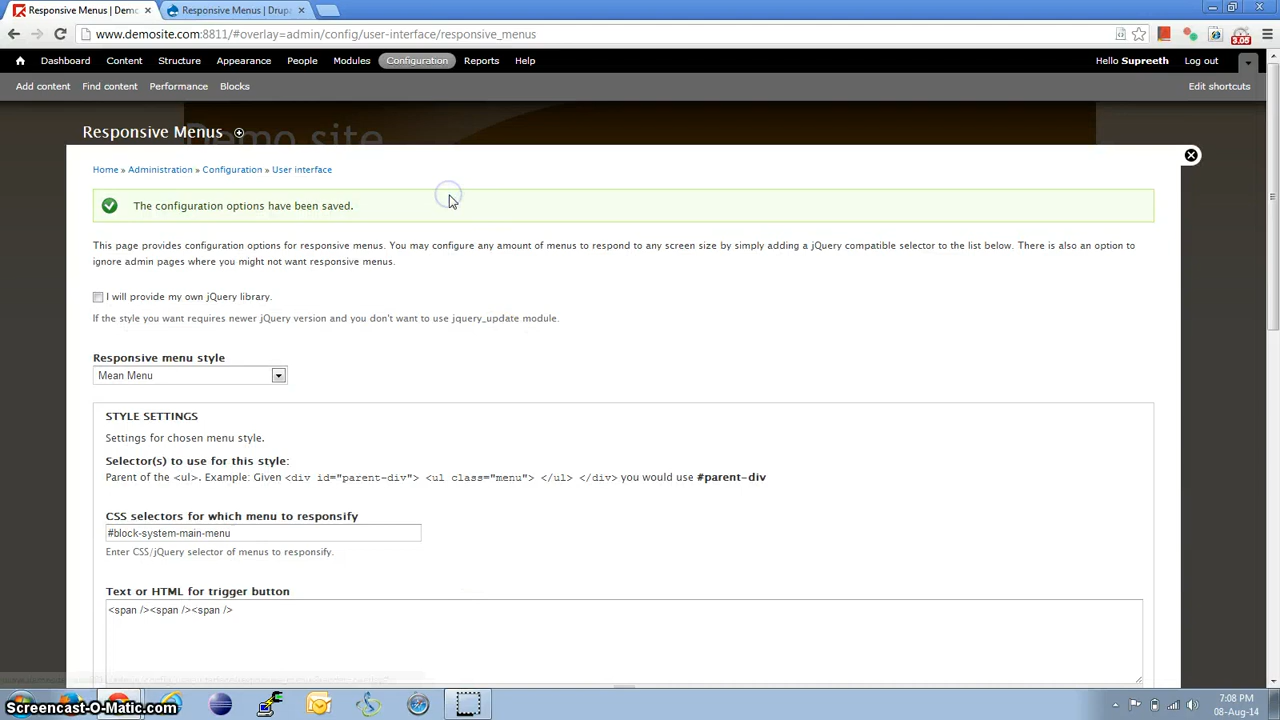 Responsive Menus | Demo
Responsive Menus | Drupa
www.demosite.com:8811/#overlay=admin/config/user-interface/responsive_menus
3.05
Dashboard Content Structure Appearance People Modules Configuration Reports Help
Hello Supreeth Log out
Add content Find content Performance Blocks
Edit shortcuts
Demo site
Responsive Menus
Home » Administration » Configuration » User interface
The configuration options have been saved.
This page provides configuration options for responsive menus. You may configure any amount of menus to respond to any screen size by simply adding a jQuery compatible selector to the list below. There is also an option to
ignore admin pages where you might not want responsive menus.
I will provide my own jQuery library.
If the style you want requires newer jQuery version and you don't want to use jquery_update module.
Responsive menu style
Mean Menu
STYLE SETTINGS
Settings for chosen menu style.
Selector(s) to use for this style:
Parent of the <ul>. Example: Given <div id="parent-div"> <ul class="menu"> </ul> </div> you would use #parent-div
CSS selectors for which menu to responsify
#block-system-main-menu
Enter CSS/jQuery selector of menus to responsify.
Text or HTML for trigger button
<span /><span /><span />
Screencast-O-Matic.com
7:08 PM
08-Aug-14